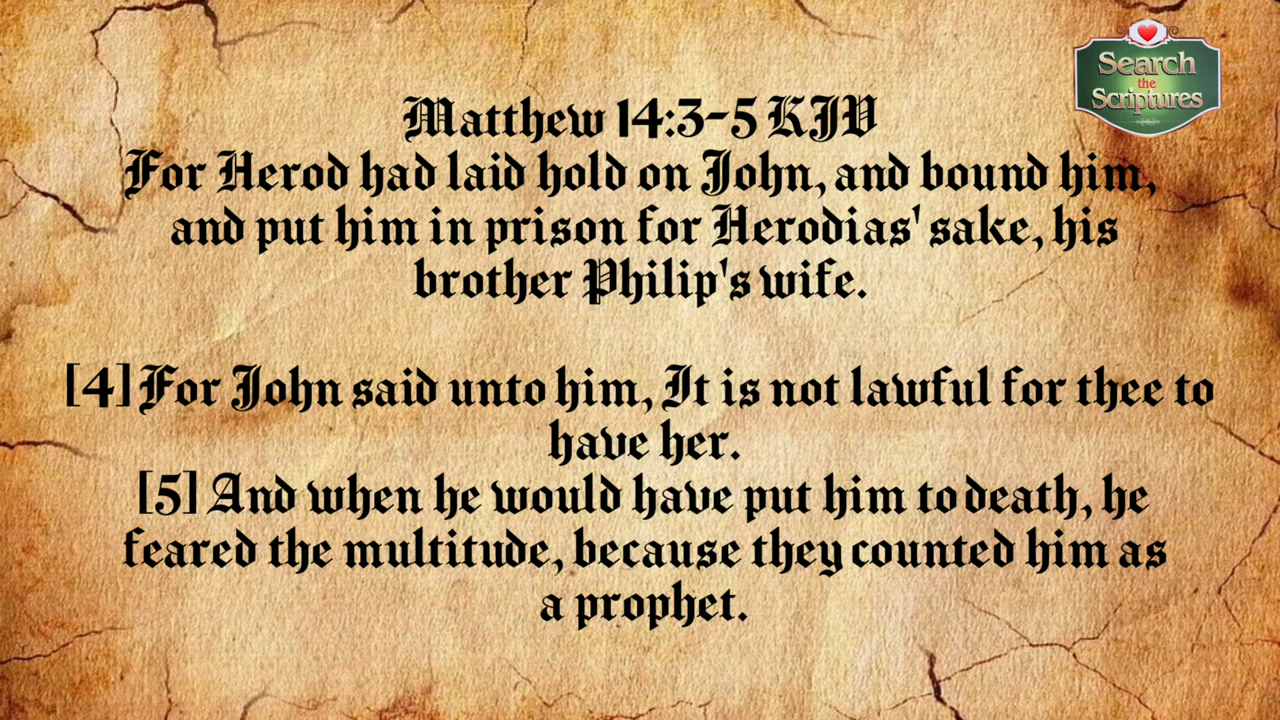 Search
the
Scriptures
Matthew 14:3-5 KJV
For Herod had laid hold on John, and bound him,
and put him in prison for Herodias' sake, his
brother Philip's wife.
[4] For John said unto him, It is not lawful for thee to
have her.
[5] And when he would have put him to death, he
feared the multitude, because they counted him as
a prophet.